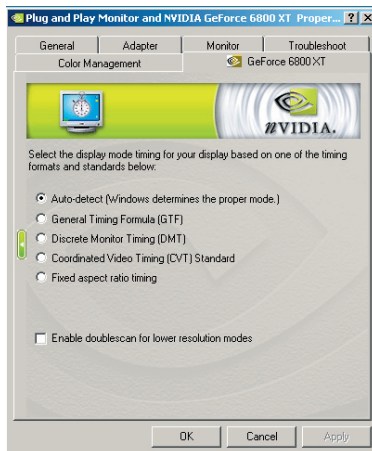 Plug and Play Monitor and NVIDIA GeForce 6800 XT Proper...
General Adapter Monitor Troubleshoot
Color Management GeForce 6800 XT
NVIDIA.
Select the display mode timing for your display based on one of the timing
formats and standards below:
Auto-detect (Windows determines the proper mode.)
General Timing Formula (GTF)
Discrete Monitor Timing (DMT)
Coordinated Video Timing (CVT) Standard
Fixed aspect ratio timing
Enable doublescan for lower resolution modes
OK Cancel Apply